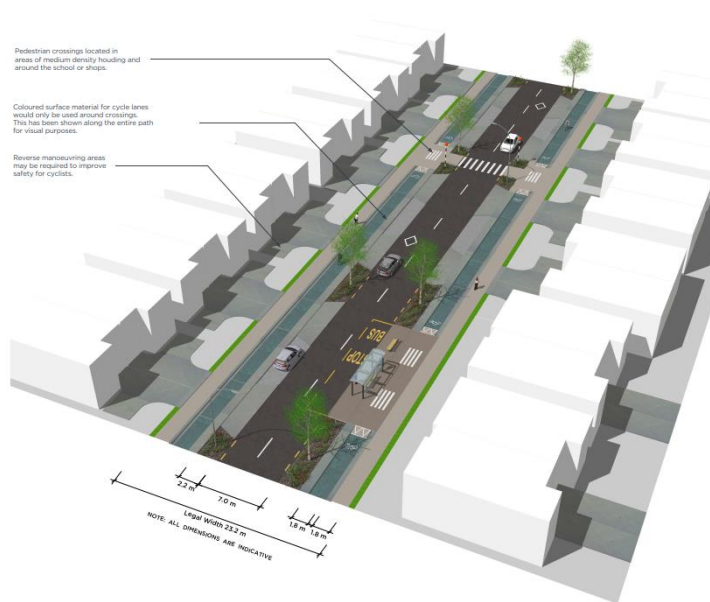 Pedestrian crossings located in
areas of medium density houding and
around the school or shops.
Coloured surface material for cycle lanes
would only be used around crossings.
This has been shown along the entire path
for visual purposes.
Reverse manoeuvring areas
may be required to improve
safety for cyclists.
BUS
STOP
2.2 m
7.0 m
1.8 m
1.8 m
Legal Width 23.2 m
NOTE: ALL DIMENSIONS ARE INDICATIVE